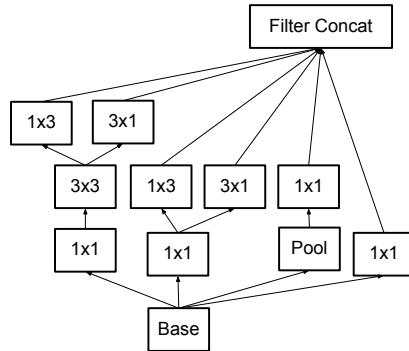 Filter Concat
1x3 3x1
3x3 1x3 3x1 1x1
1x1 1x1 Pool 1x1
Base